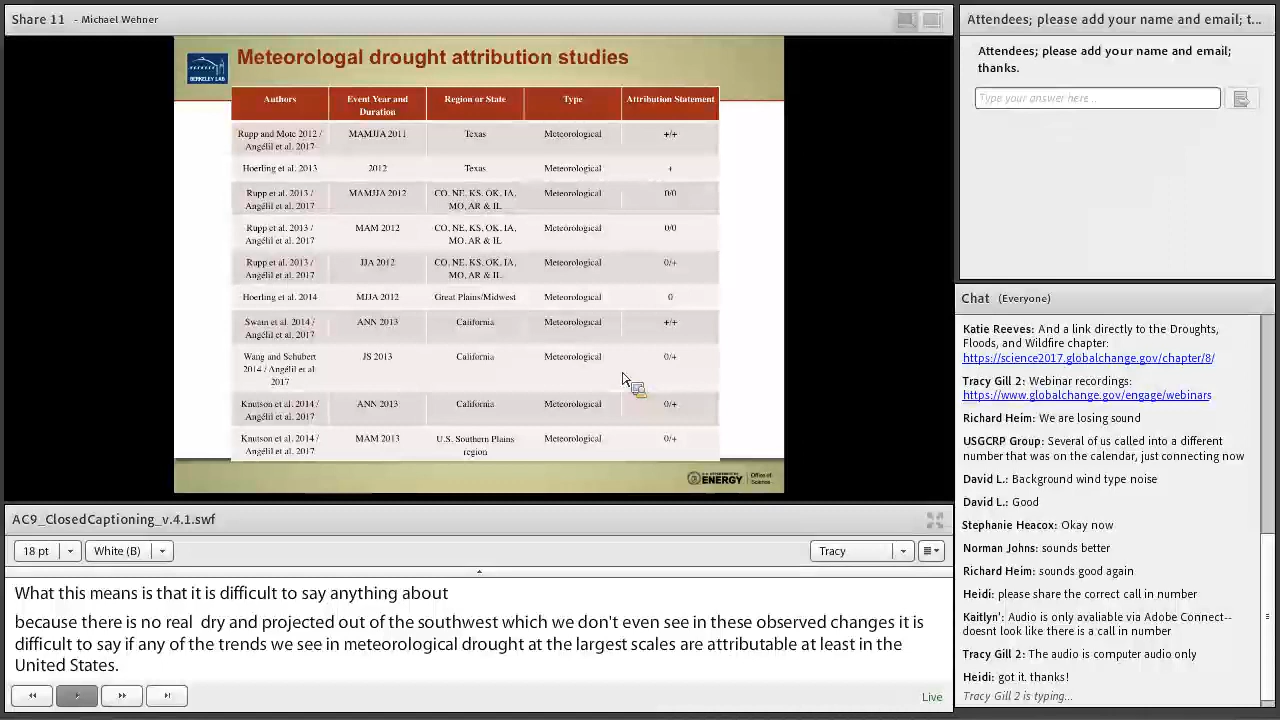 Share 11 - Michael Wehner
Meteorologal drought attribution studies
BERKELEY LAB
Authors
Event Year and
Duration
Region or State
Type
Attribution Statement
Rupp and Mote 2012 /
Angélil et al. 2017
MAMJJA 2011
Texas
Meteorological
+/+
Hoerling et al. 2013
2012
Texas
Meteorological
+
Rupp et al. 2013 /
Angélil et al. 2017
MAMJJA 2012
CO, NE, KS, OK, IA,
MO, AR & IL
Meteorological
0/0
Rupp et al. 2013 /
Angélil et al. 2017
MAM 2012
CO, NE, KS, OK, IA,
MO, AR & IL
Meteorological
0/0
Rupp et al. 2013 /
Angélil et al. 2017
JJA 2012
CO, NE, KS, OK, IA,
MO, AR & IL
Meteorological
0/+
Hoerling et al. 2014
MJJA 2012
Great Plains/Midwest
Meteorological
0
Swain et al. 2014 /
Angélil et al. 2017
ANN 2013
California
Meteorological
+/+
Wang and Schubert
2014 / Angélil et al.
2017
JS 2013
California
Meteorological
0/+
Knutson et al. 2014 /
Angélil et al. 2017
ANN 2013
California
Meteorological
0/+
Knutson et al. 2014 /
Angélil et al. 2017
MAM 2013
U.S. Southern Plains
region
Meteorological
0/+
ENERGY
Office of
Science
AC9_ClosedCaptioning_v.4.1.swf
18 pt
White (B)
Tracy
What this means is that it is difficult to say anything about
because there is no real dry and projected out of the southwest which we don't even see in these observed changes it is
difficult to say if any of the trends we see in meteorological drought at the largest scales are attributable at least in the
United States.
Live
Attendees; please add your name and email; t...
Attendees; please add your name and email;
thanks.
Type your answer here...
Chat (Everyone)
Katie Reeves: And a link directly to the Droughts,
Floods, and Wildfire chapter:
https://science2017.globalchange.gov/chapter/8/
Tracy Gill 2: Webinar recordings:
https://www.globalchange.gov/engage/webinars
Richard Heim: We are losing sound
USGCRP Group: Several of us called into a different
number that was on the calendar, just connecting now
David L.: Background wind type noise
David L.: Good
Stephanie Heacox: Okay now
Norman Johns: sounds better
Richard Heim: sounds good again
Heidi: please share the correct call in number
Kaitlyn': Audio is only avaliable via Adobe Connect--
doesnt look like there is a call in number
Tracy Gill 2: The audio is computer audio only
Heidi: got it. thanks!
Tracy Gill 2 is typing...